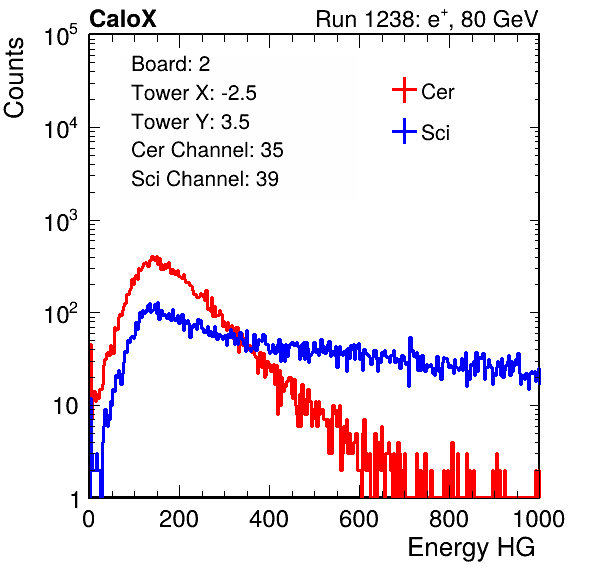 CaloX Run 1238: e⁺, 80 GeV
Counts
Board: 2
Tower X: -2.5
Tower Y: 3.5
Cer Channel: 35
Sci Channel: 39
Cer
Sci
10⁵
10⁴
10³
10²
10
1
0 200 400 600 800 1000
Energy HG